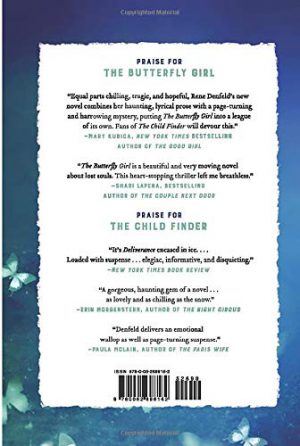 PRAISE FOR
THE BUTTERFLY GIRL
"Equal parts chilling, tragic, and hopeful, Rene Denfeld's new
novel combines her haunting, lyrical prose with a page-turning
and harrowing mystery, putting The Butterfly Girl into a league
of its own. Fans of The Child Finder will devour this."
—MARY KUBICA, NEW YORK TIMES BESTSELLING
AUTHOR OF THE GOOD GIRL
"The Butterfly Girl is a beautiful and very moving novel
about lost souls. This heart-stopping thriller left me breathless."
—SHARI LAPENA, BESTSELLING
AUTHOR OF THE COUPLE NEXT DOOR
PRAISE FOR
THE CHILD FINDER
"It's Deliverance encased in ice. . . .
Loaded with suspense . . . elegiac, informative, and disquieting."
—NEW YORK TIMES BOOK REVIEW
"A gorgeous, haunting gem of a novel . . .
as lovely and as chilling as the snow."
—ERIN MORGENSTERN, AUTHOR OF THE NIGHT CIRCUS
"Denfeld delivers an emotional
wallop as well as page-turning suspense."
—PAULA MCLAIN, AUTHOR OF THE PARIS WIFE